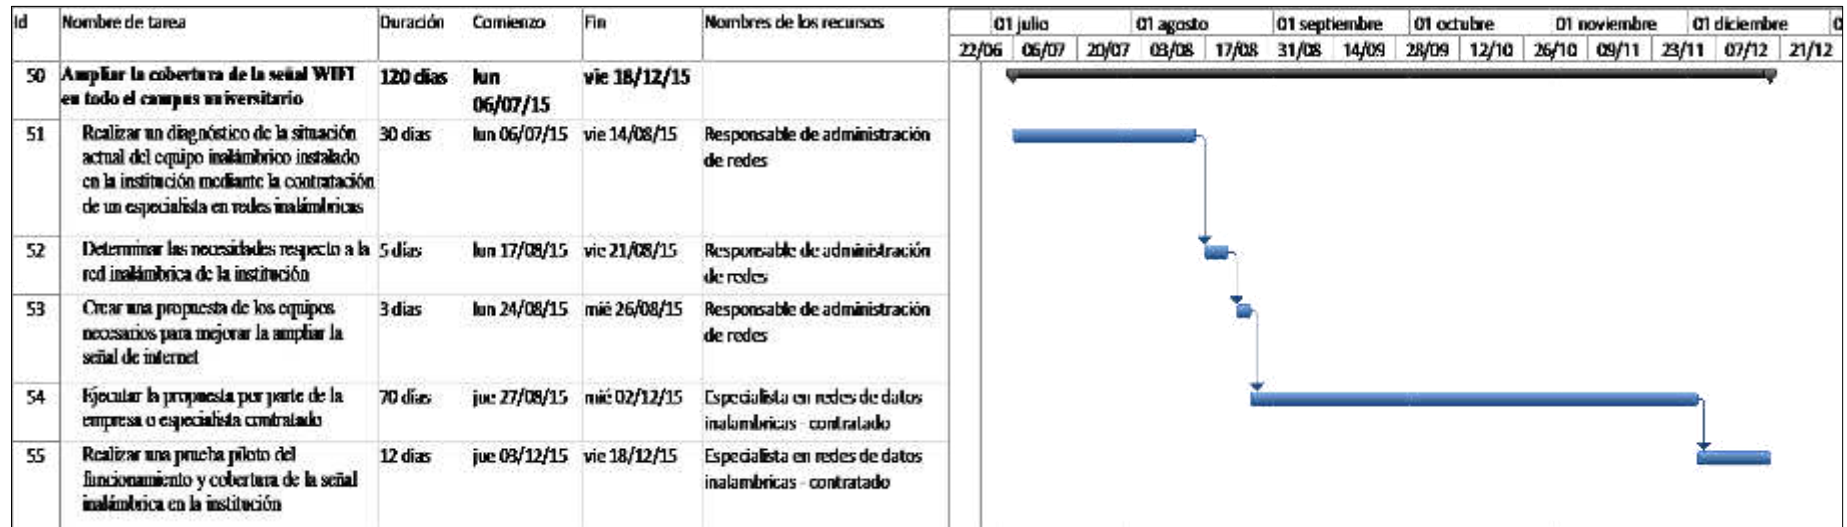 Id Nombre de tarea Duración Comienzo Fin Nombres de los recursos 01 julio 01 agosto 01 septiembre 01 octubre 01 noviembre 01 diciembre 0
22/06 06/07 20/07 03/08 17/08 31/08 14/09 28/09 12/10 26/10 09/11 23/11 07/12 21/12
50 Ampliar la cobertura de la señal WIFI 120 días lun vie 18/12/15
en todo el campus universitario 06/07/15
51 Realizar un diagnóstico de la situación 30 días lun 06/07/15 vie 14/08/15 Responsable de administración
actual del equipo inalámbrico instalado de redes
en la institución mediante la contratación
de un especialista en redes inalámbricas
52 Determinar las necesidades respecto a la 5 días lun 17/08/15 vie 21/08/15 Responsable de administración
red inalámbrica de la institución de redes
53 Crear una propuesta de los equipos 3 días lun 24/08/15 mié 26/08/15 Responsable de administración
necesarios para mejorar la ampliar la de redes
señal de internet
54 Ejecutar la propuesta por parte de la 70 días jue 27/08/15 mié 02/12/15 Especialista en redes de datos
empresa o especialista contratado inalambricas - contratado
55 Realizar una prueba piloto del 12 días jue 03/12/15 vie 18/12/15 Especialista en redes de datos
funcionamiento y cobertura de la señal inalambricas - contratado
inalámbrica en la institución